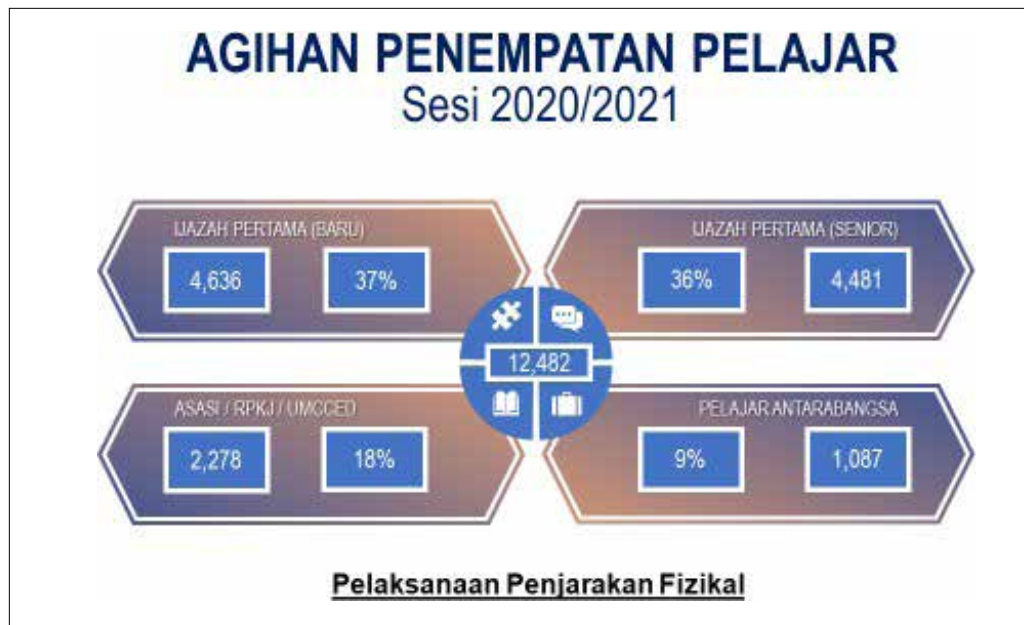 AGIHAN PENEMPATAN PELAJAR
Sesi 2020/2021
IJAZAH PERTAMA (BARU)
4,636 37%
IJAZAH PERTAMA (SENIOR)
36% 4,481
12,482
ASASI / RPKJ / UMCCED
2,278 18%
PELAJAR ANTARABANGSA
9% 1,087
Pelaksanaan Penjarakan Fizikal